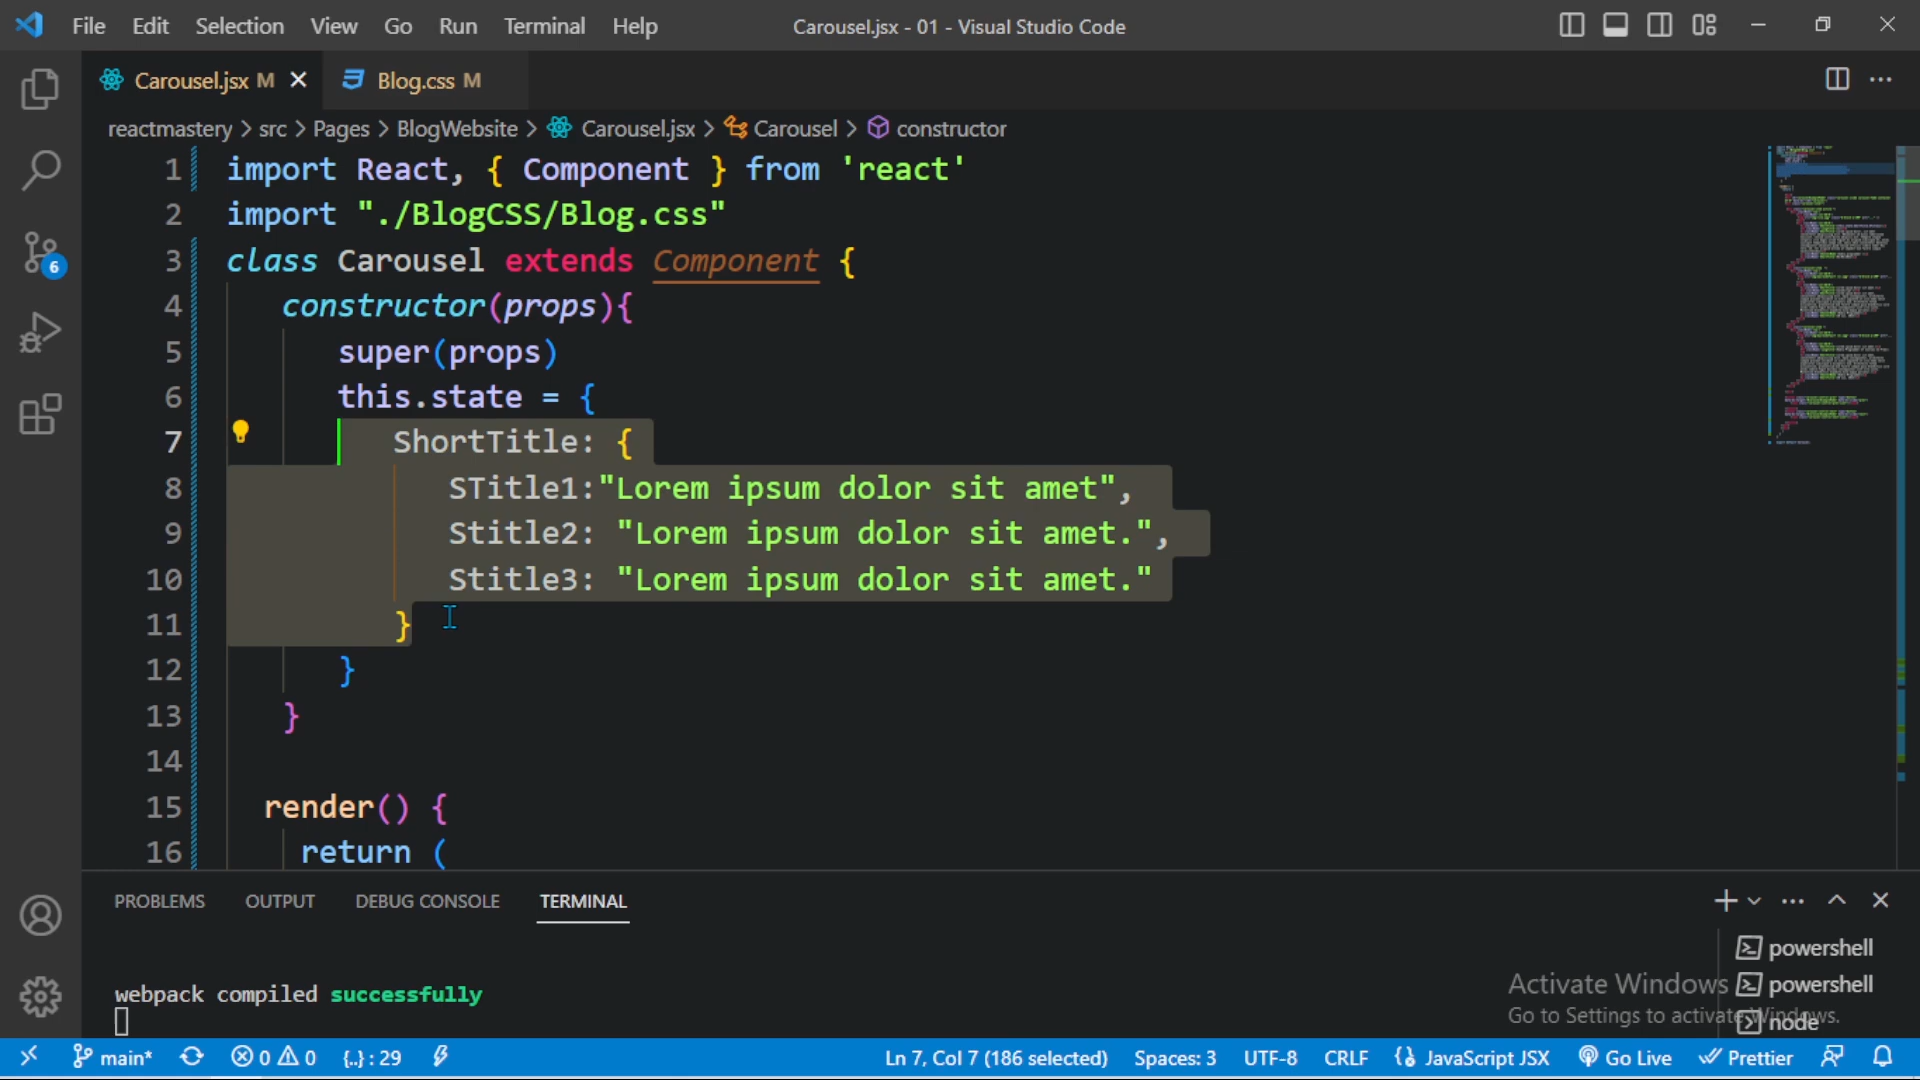 File Edit Selection View Go Run Terminal Help Carousel.jsx - 01 - Visual Studio Code
Carousel.jsx M Blog.css M
reactmastery > src > Pages > BlogWebsite > Carousel.jsx > Carousel > constructor
1 import React, { Component } from 'react'
2 import "./BlogCSS/Blog.css"
3 class Carousel extends Component {
4 constructor(props){
5 super(props)
6 this.state = {
7 ShortTitle: {
8 STitle1:"Lorem ipsum dolor sit amet",
9 Stitle2: "Lorem ipsum dolor sit amet.",
10 Stitle3: "Lorem ipsum dolor sit amet."
11 }
12 }
13 }
14
15 render() {
16 return (
6
PROBLEMS OUTPUT DEBUG CONSOLE TERMINAL
webpack compiled successfully
powershell
powershell
node
Activate Windows
Go to Settings to activate Windows.
main* 0 0 {..} : 29 Ln 7, Col 7 (186 selected) Spaces: 3 UTF-8 CRLF JavaScript JSX Go Live Prettier